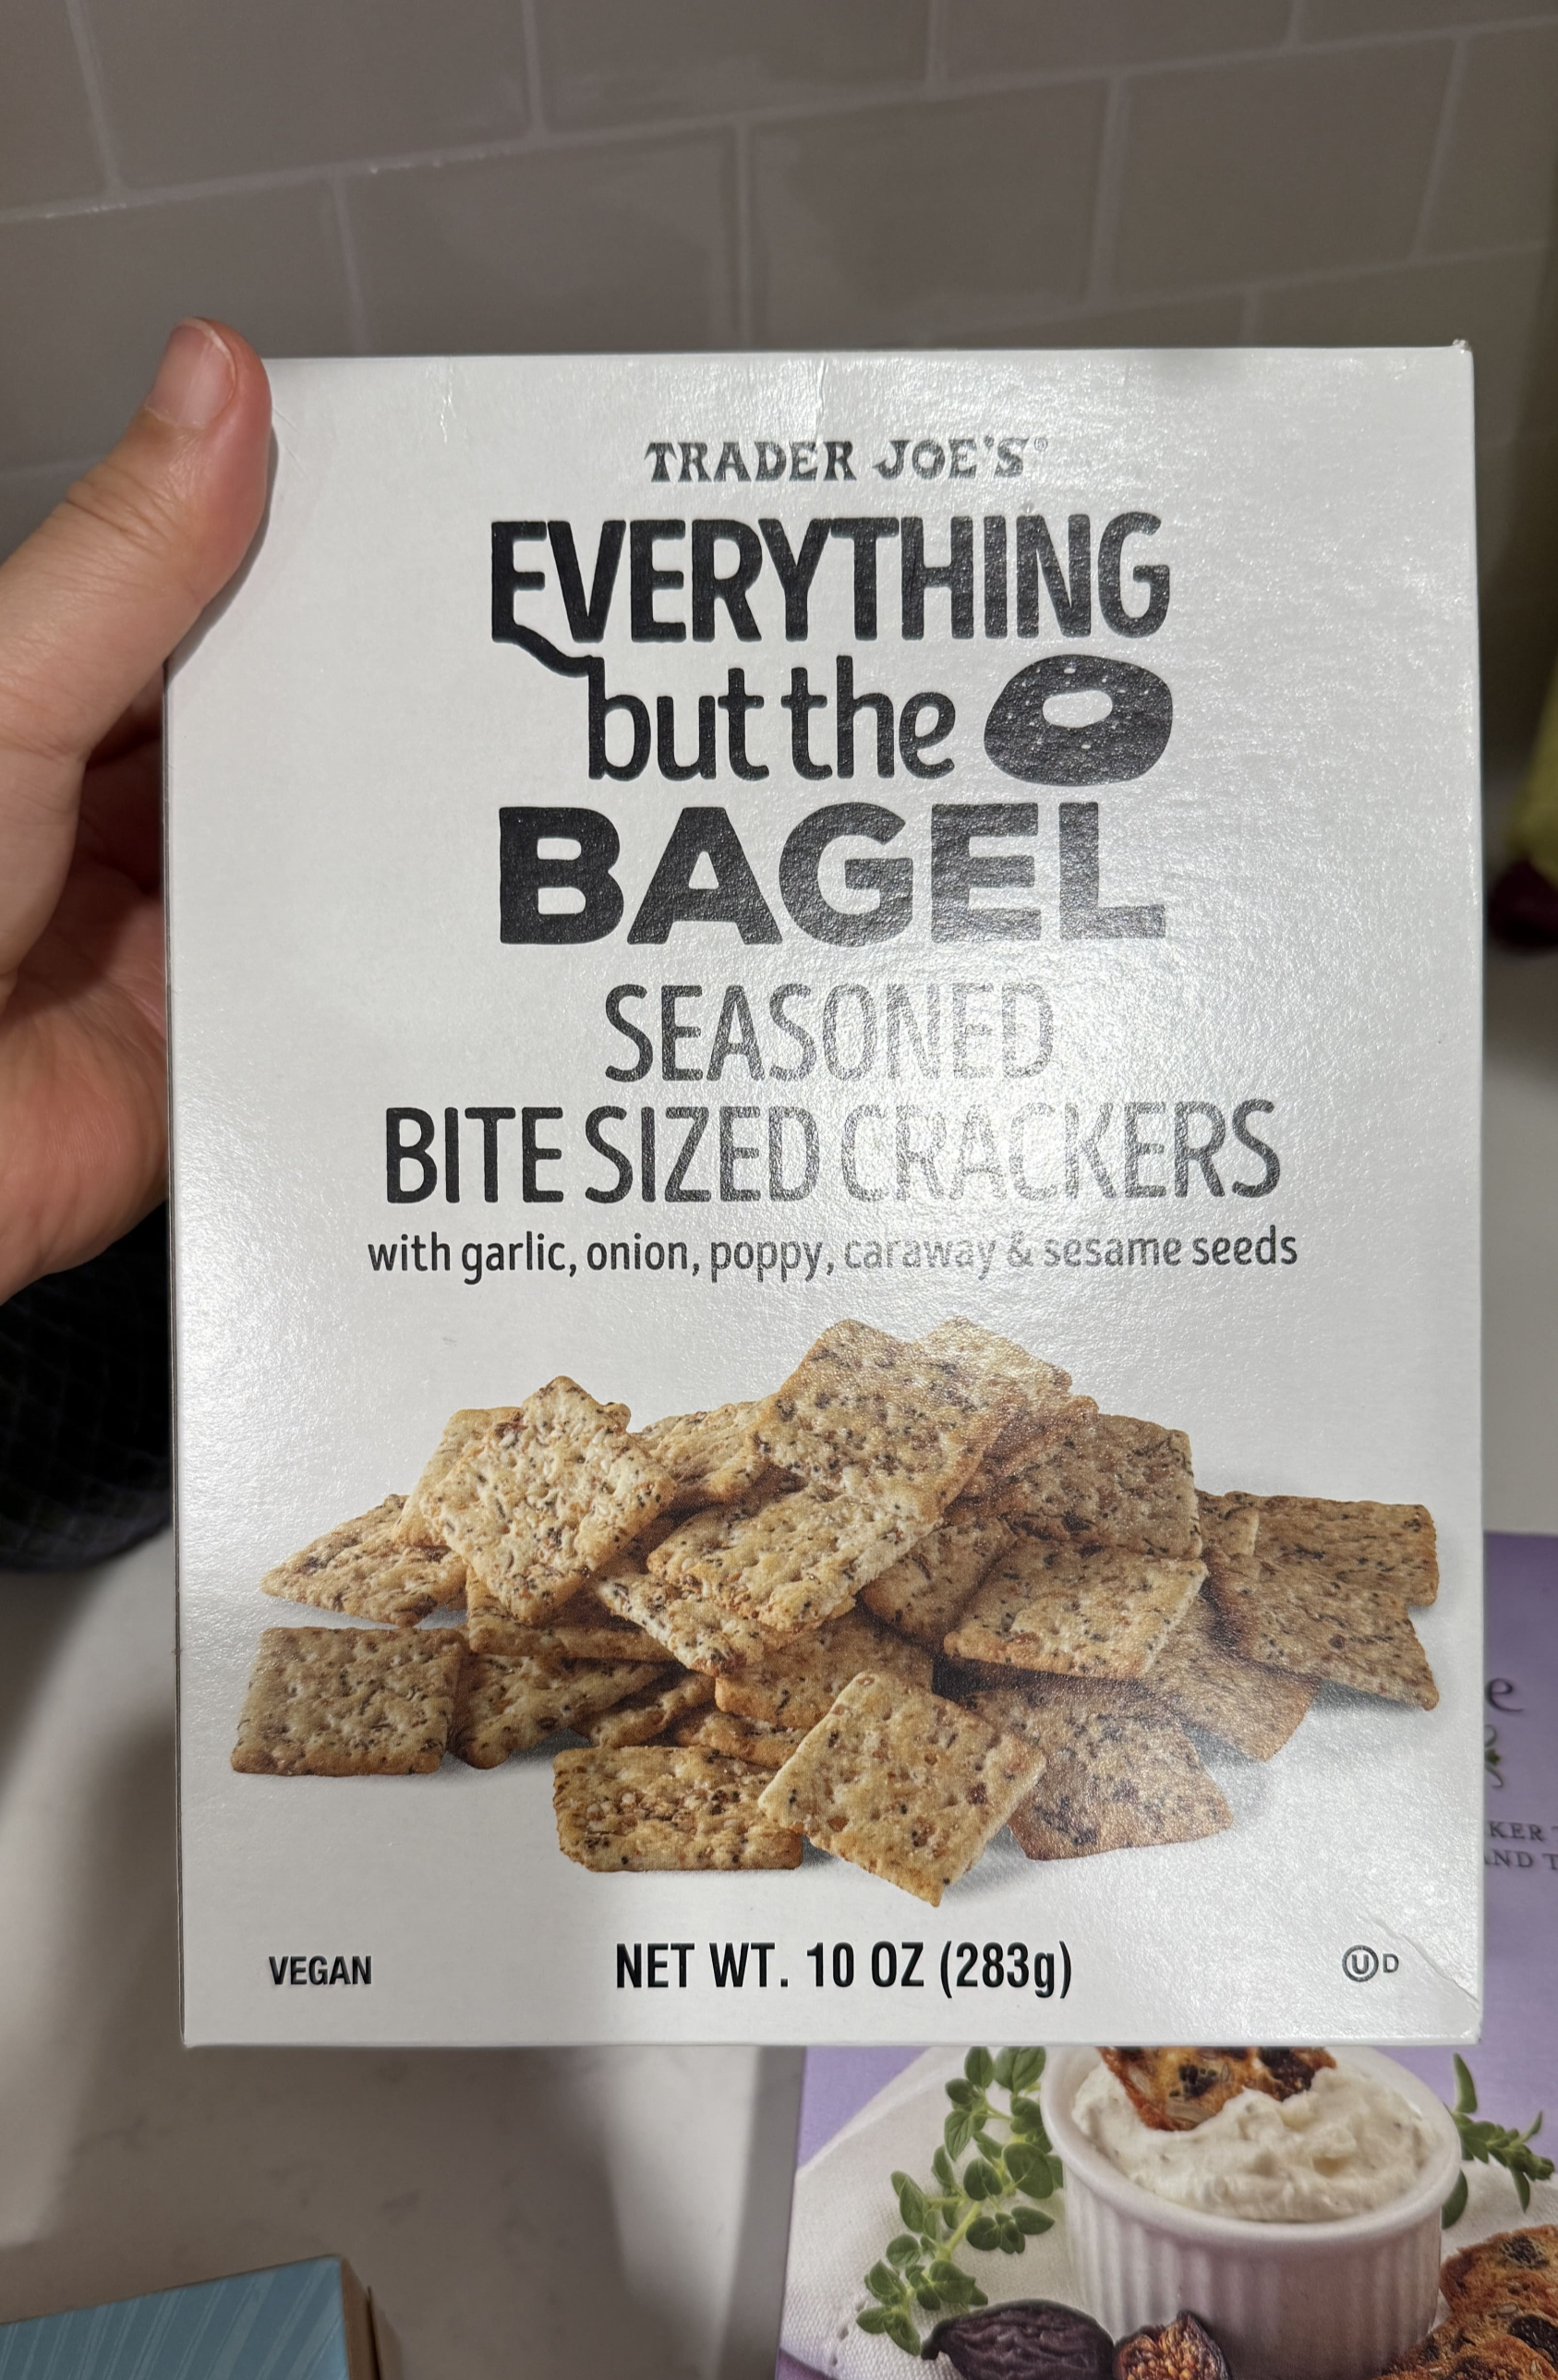 TRADER JOE'S®
EVERYTHING
but the
BAGEL
SEASONED
BITE SIZED CRACKERS
with garlic, onion, poppy, caraway & sesame seeds
VEGAN
NET WT. 10 OZ (283g)
Ⓤ D